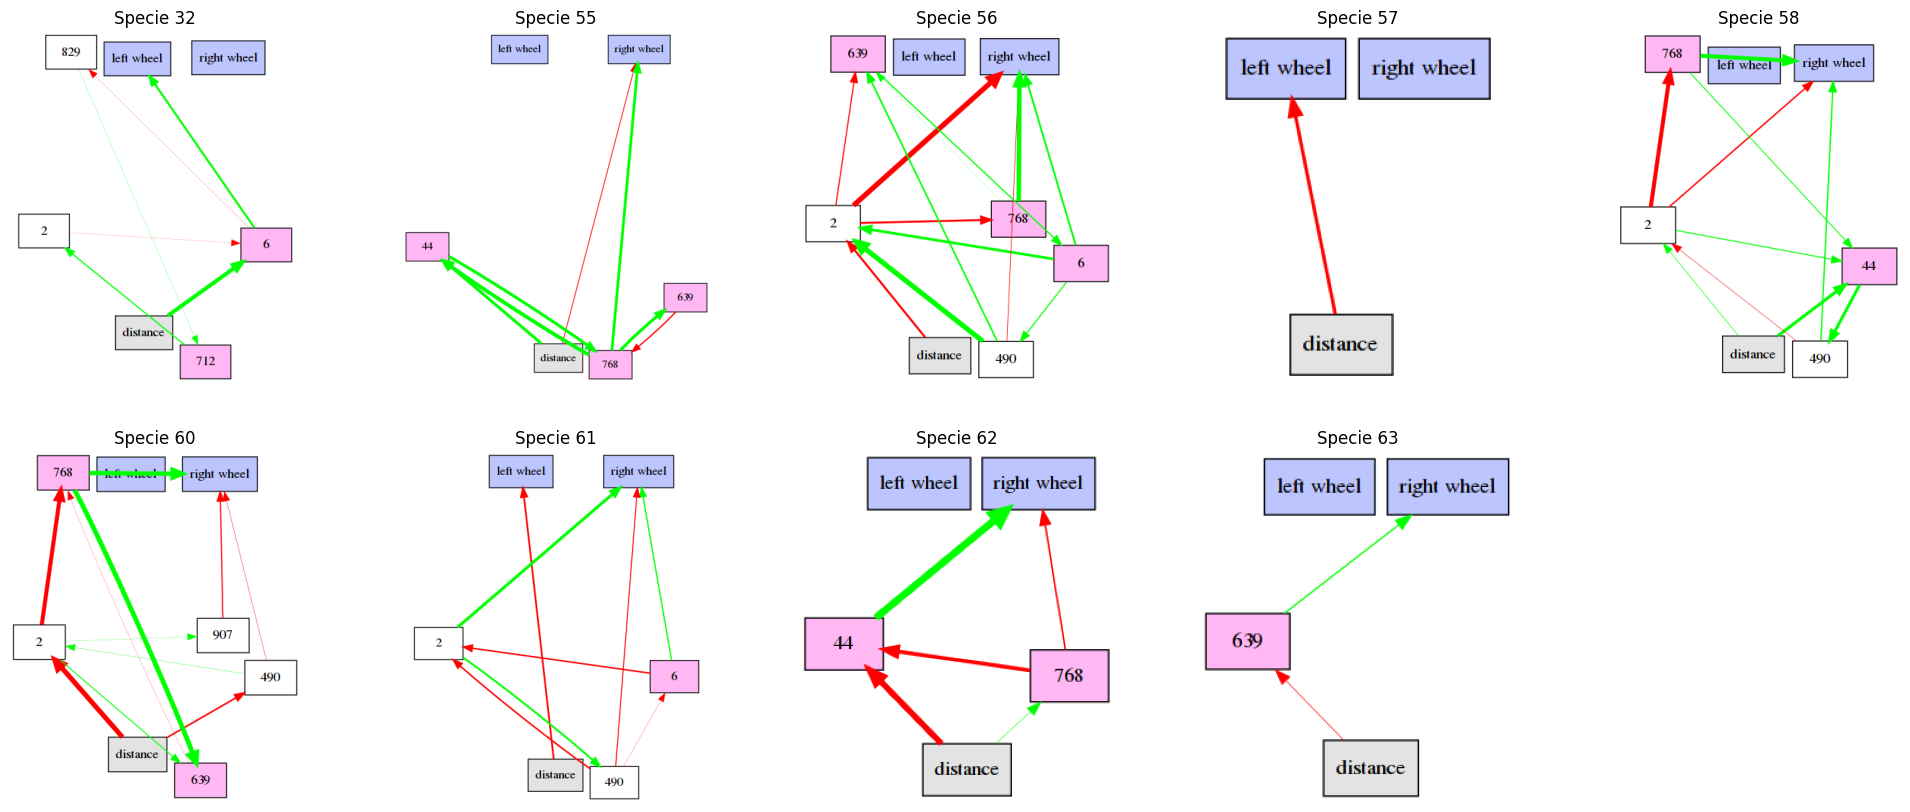 Specie 32
829
left wheel
right wheel
2
6
distance
712
Specie 55
left wheel
right wheel
44
639
distance
768
Specie 56
639
left wheel
right wheel
2
768
6
distance
490
Specie 57
left wheel
right wheel
distance
Specie 58
768
left wheel
right wheel
2
44
distance
490
Specie 60
768
left wheel
right wheel
2
907
490
distance
639
Specie 61
left wheel
right wheel
2
6
distance
490
Specie 62
left wheel
right wheel
44
768
distance
Specie 63
left wheel
right wheel
639
distance